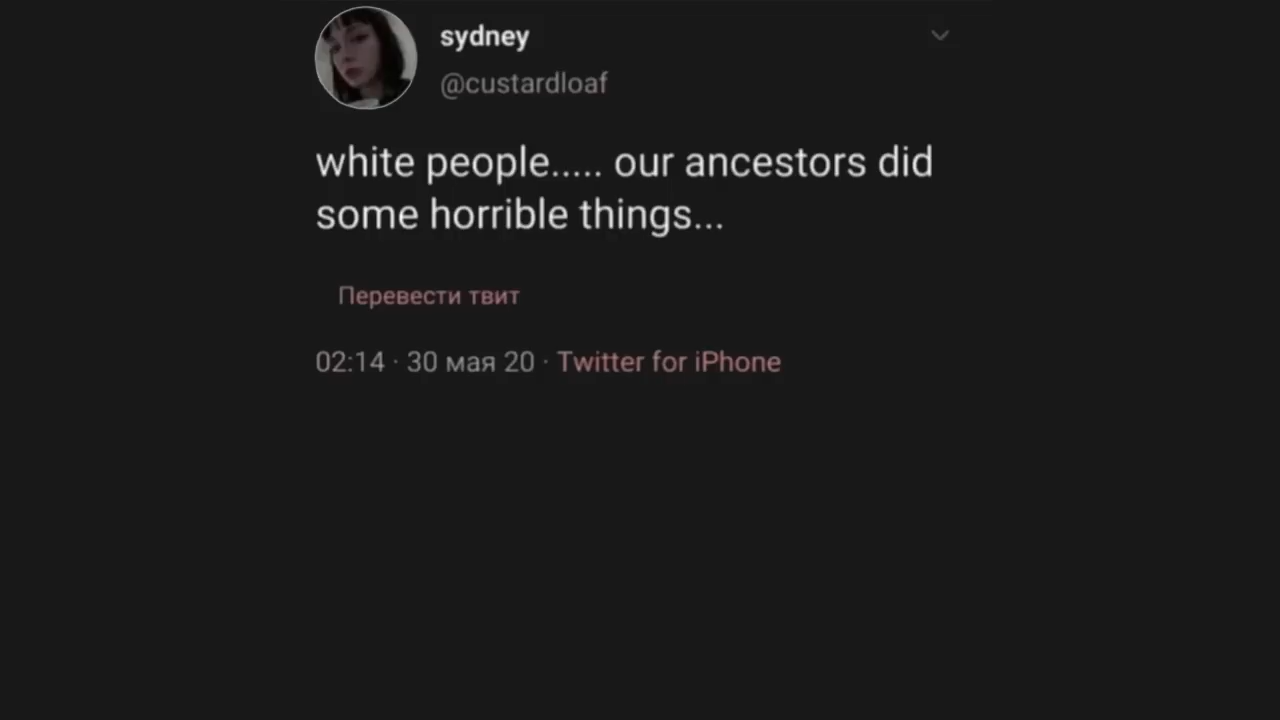 sydney
@custardloaf
white people..... our ancestors did
some horrible things...
Перевести твит
02:14 · 30 мая 20 · Twitter for iPhone